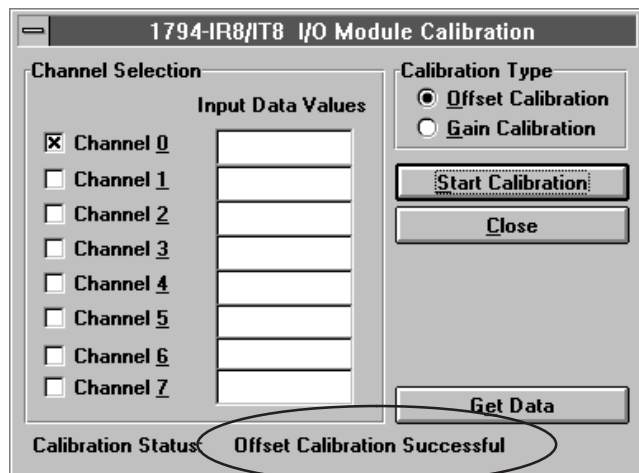 1794-IR8/IT8 I/O Module Calibration
Channel Selection
Input Data Values
Channel 0
Channel 1
Channel 2
Channel 3
Channel 4
Channel 5
Channel 6
Channel 7
Calibration Type
Offset Calibration
Gain Calibration
Start Calibration
Close
Get Data
Calibration Status: Offset Calibration Successful